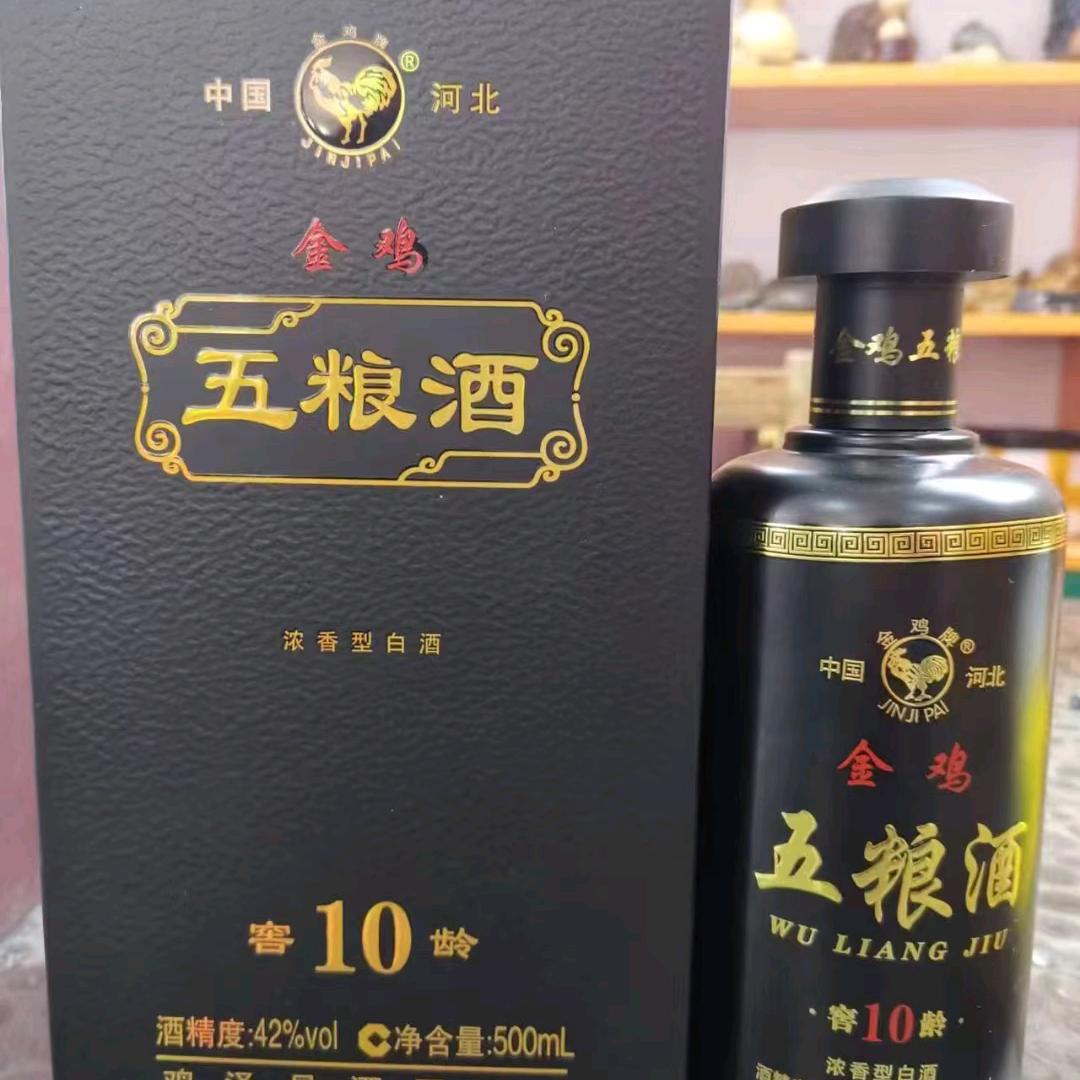 金鸡牌®
中国 河北
JINJIPAI
金鸡
五粮酒
浓香型白酒
窖10龄
酒精度:42%vol 净含量:500mL
金鸡五粮
金鸡牌®
中国 河北
JINJI PAI
金鸡
五粮酒
WU LIANG JIU
·窖10龄·
浓香型白酒